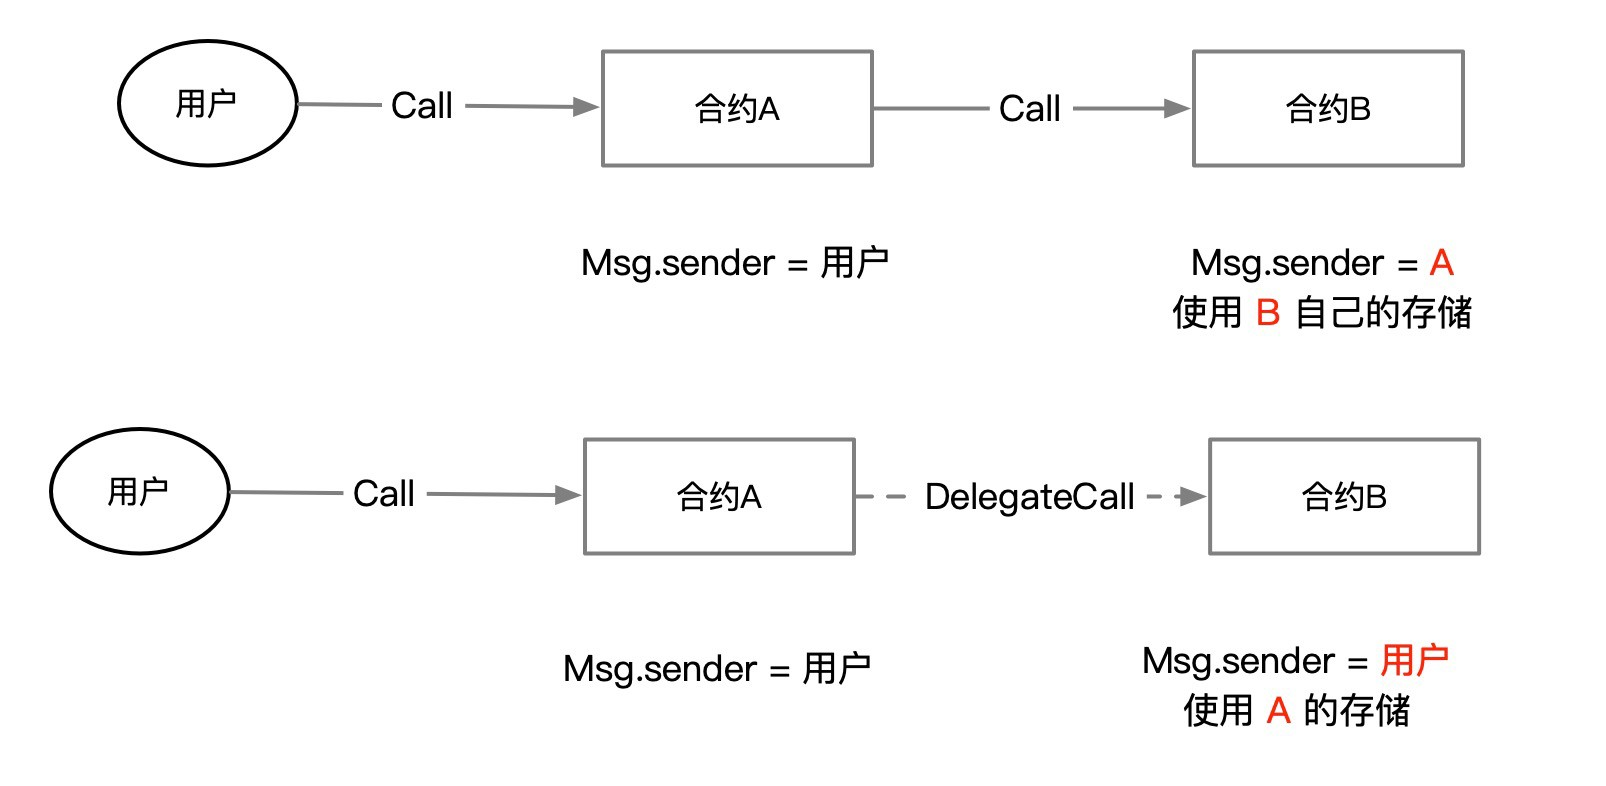 用户
Call
合约A
Call
合约B
Msg.sender = 用户
Msg.sender = A
使用 B 自己的存储
用户
Call
合约A
DelegateCall
合约B
Msg.sender = 用户
Msg.sender = 用户
使用 A 的存储